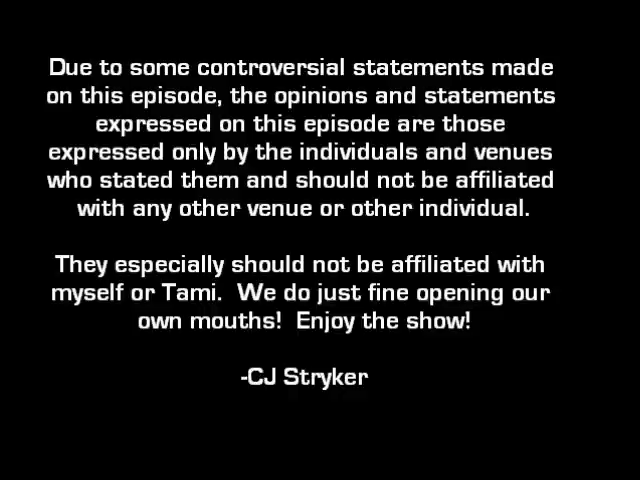 Due to some controversial statements made
on this episode, the opinions and statements
expressed on this episode are those
expressed only by the individuals and venues
who stated them and should not be affiliated
with any other venue or other individual.
They especially should not be affiliated with
myself or Tami.  We do just fine opening our
own mouths!  Enjoy the show!
-CJ Stryker